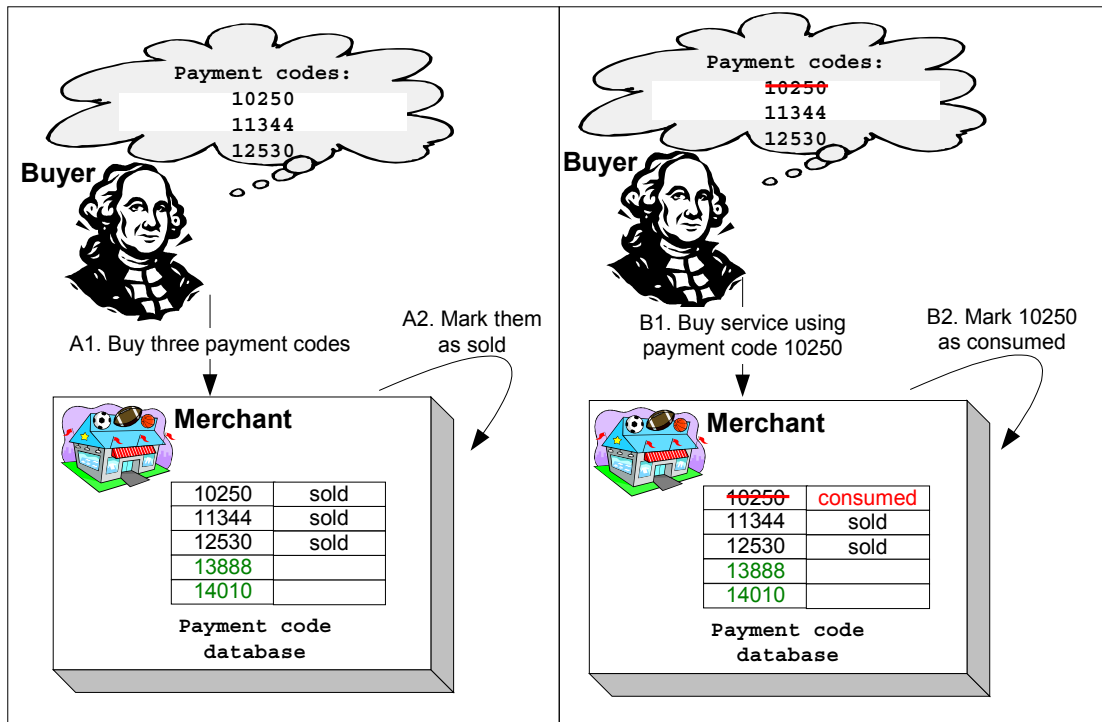 Payment codes:
10250
11344
12530
Buyer
A1. Buy three payment codes
A2. Mark them
as sold
Merchant
10250 sold
11344 sold
12530 sold
13888
14010
Payment code
database
Payment codes:
10250
11344
12530
Buyer
B1. Buy service using
payment code 10250
B2. Mark 10250
as consumed
Merchant
10250 consumed
11344 sold
12530 sold
13888
14010
Payment code
database